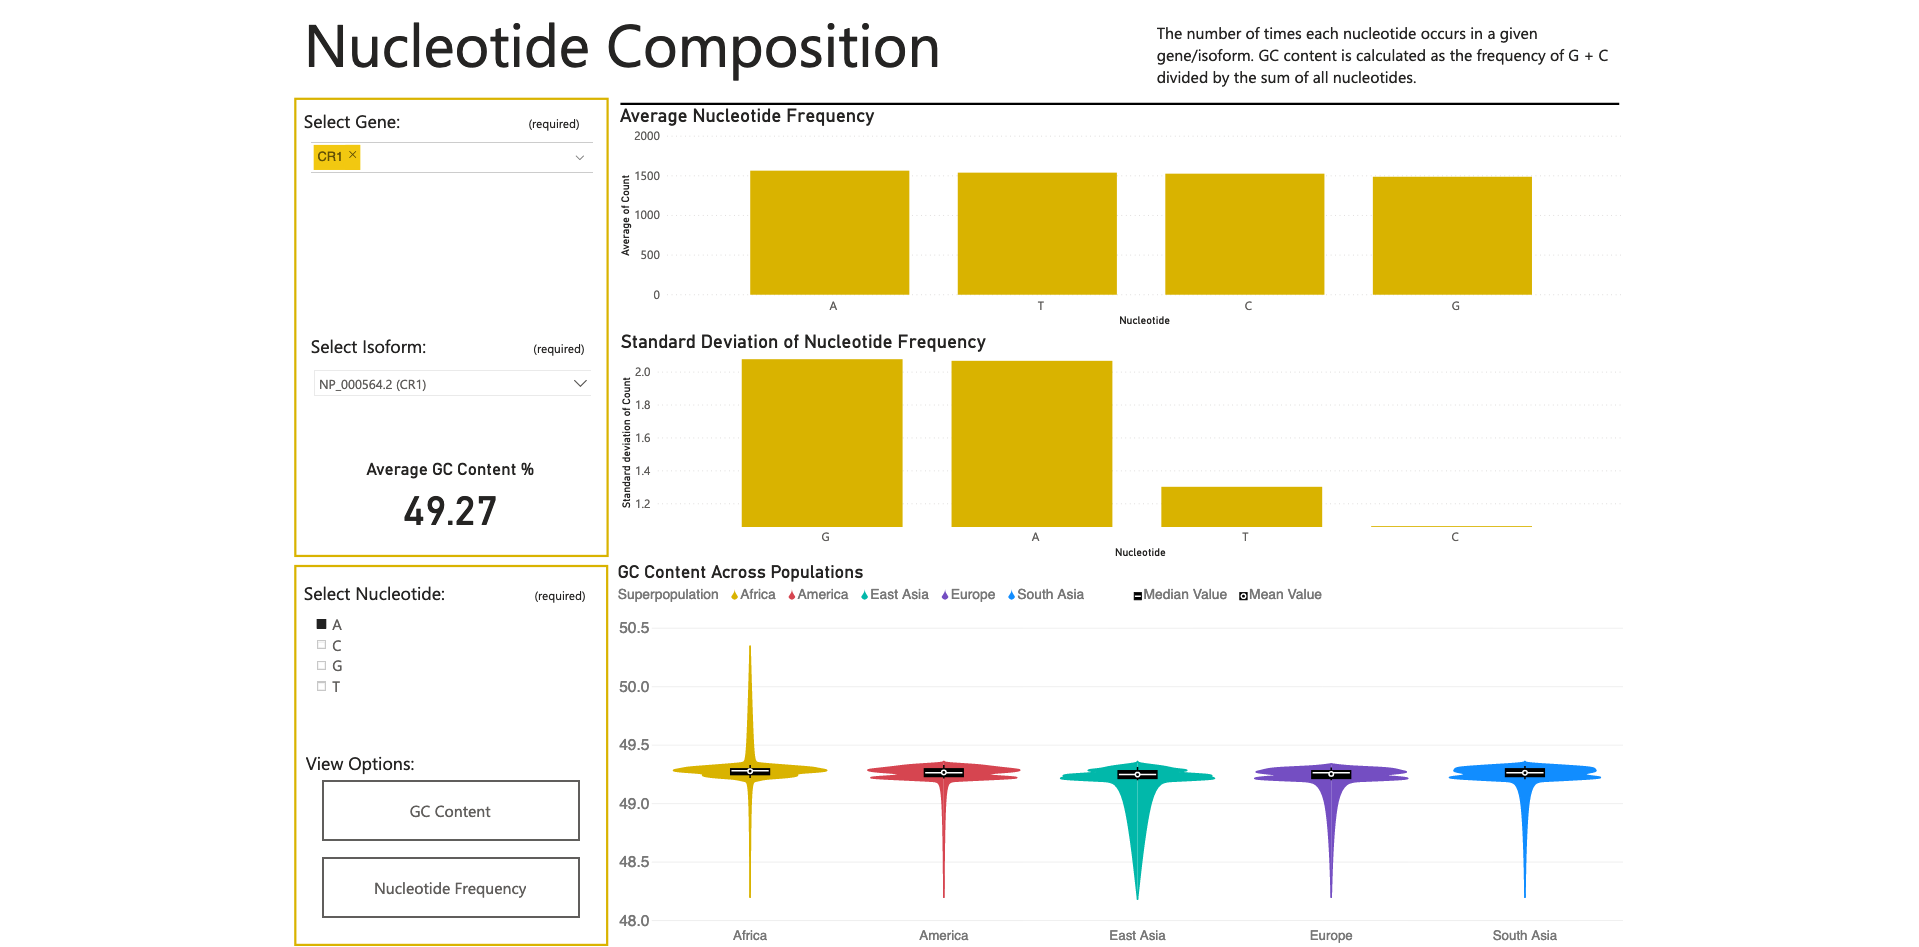 Nucleotide Composition
The number of times each nucleotide occurs in a given
gene/isoform. GC content is calculated as the frequency of G + C
divided by the sum of all nucleotides.
Select Gene: (required)
CR1 ×
Select Isoform: (required)
NP_000564.2 (CR1)
Average GC Content %
49.27
Select Nucleotide: (required)
A
C
G
T
View Options:
GC Content
Nucleotide Frequency
Average Nucleotide Frequency
Average of Count
2000
1500
1000
500
0
A T C G
Nucleotide
Standard Deviation of Nucleotide Frequency
Standard deviation of Count
2.0
1.8
1.6
1.4
1.2
G A T C
Nucleotide
GC Content Across Populations
Superpopulation Africa America East Asia Europe South Asia Median Value Mean Value
50.5
50.0
49.5
49.0
48.5
48.0
Africa America East Asia Europe South Asia